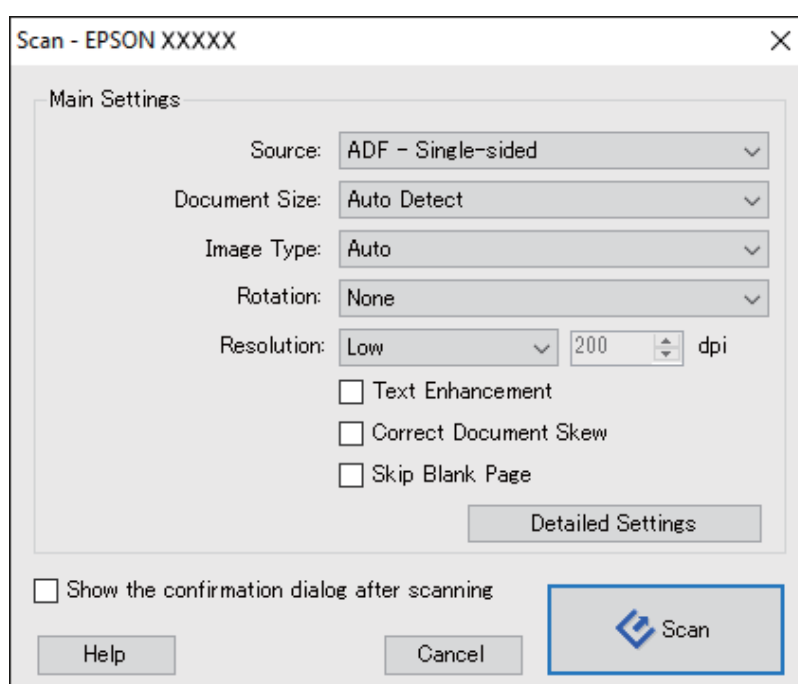 Scan - EPSON XXXXX
Main Settings
Source: ADF - Single-sided
Document Size: Auto Detect
Image Type: Auto
Rotation: None
Resolution: Low 200 dpi
Text Enhancement
Correct Document Skew
Skip Blank Page
Detailed Settings
Show the confirmation dialog after scanning
Scan
Help Cancel